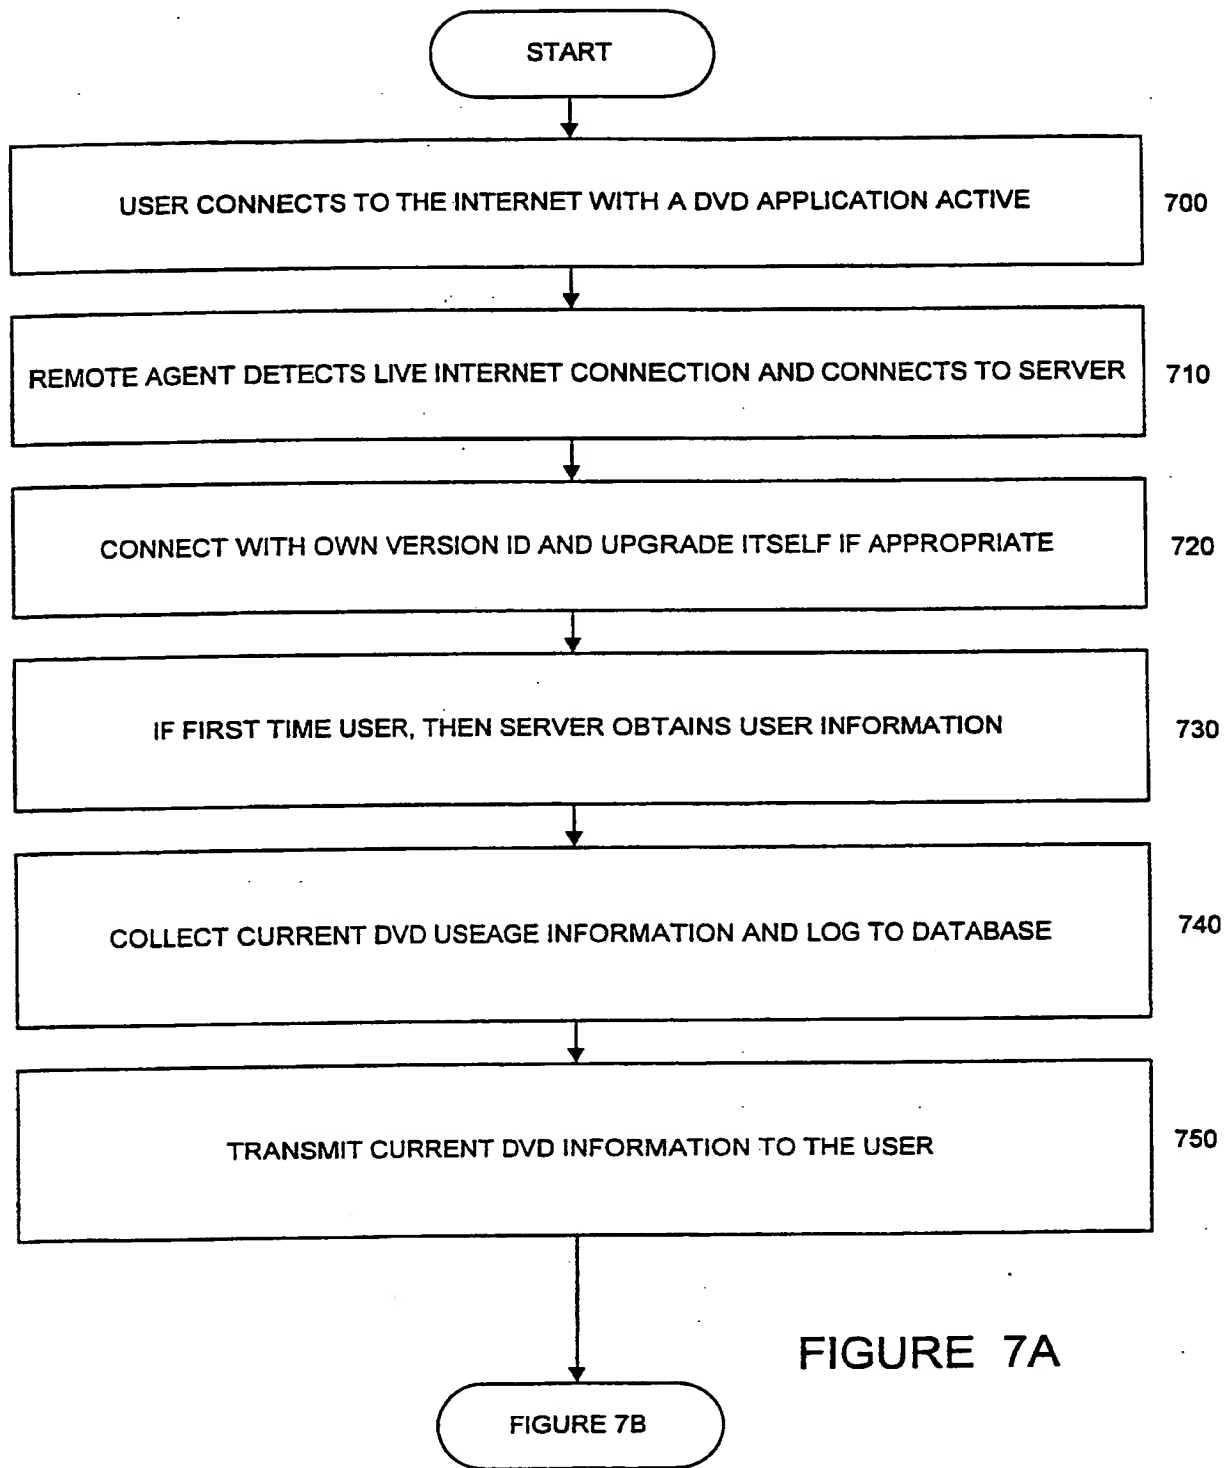 START
USER CONNECTS TO THE INTERNET WITH A DVD APPLICATION ACTIVE
700
REMOTE AGENT DETECTS LIVE INTERNET CONNECTION AND CONNECTS TO SERVER
710
CONNECT WITH OWN VERSION ID AND UPGRADE ITSELF IF APPROPRIATE
720
IF FIRST TIME USER, THEN SERVER OBTAINS USER INFORMATION
730
COLLECT CURRENT DVD USEAGE INFORMATION AND LOG TO DATABASE
740
TRANSMIT CURRENT DVD INFORMATION TO THE USER
750
FIGURE 7A
FIGURE 7B